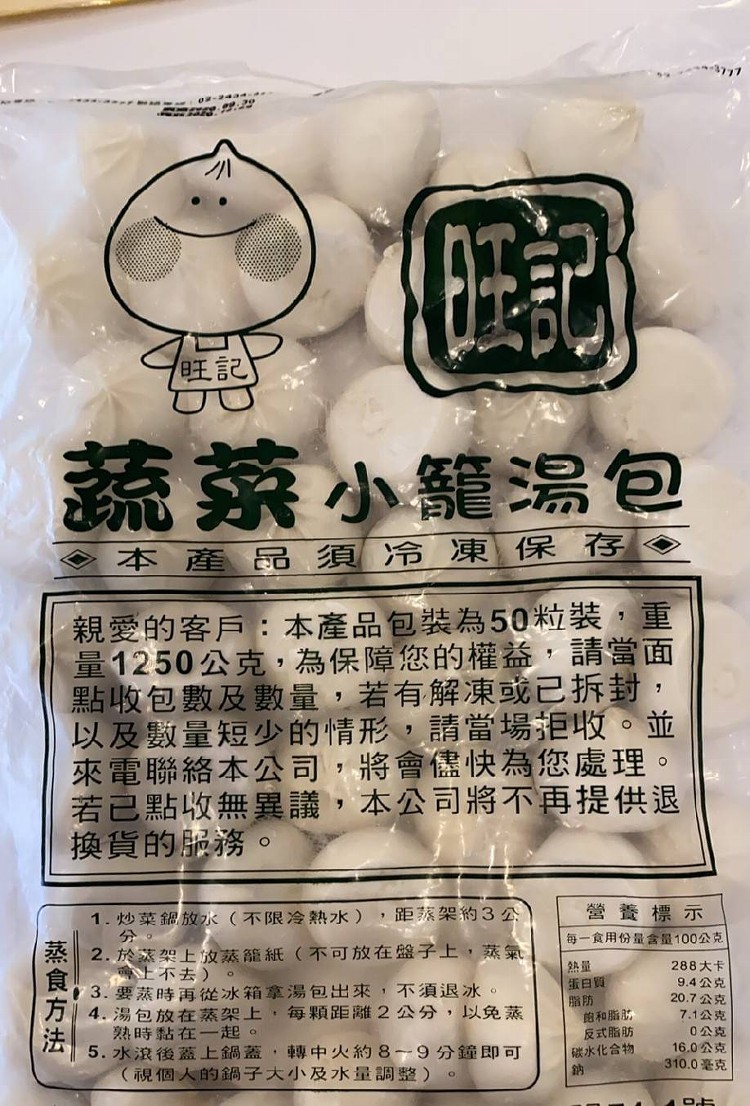 旺記
旺記
蔬菜小籠湯包
本產品須冷凍保存
親愛的客戶：本產品包裝為50粒裝，重
量1250公克，為保障您的權益，請當面
點收包數及數量，若有解凍或已拆封，
以及數量短少的情形，請當場拒收。並
來電聯絡本公司，將會儘快為您處理。
若已點收無異議，本公司將不再提供退
換貨的服務。
蒸食方法
1. 炒菜鍋放水（不限冷熱水），距蒸架約3公
分。
2. 於蒸架上放蒸籠紙（不可放在盤子上，蒸氣
會上不去）。
3. 要蒸時再從冰箱拿湯包出來，不須退冰。
4. 湯包放在蒸架上，每顆距離2公分，以免蒸
熟時黏在一起。
5. 水滾後蓋上鍋蓋，轉中火約8～9分鐘即可
（視個人的鍋子大小及水量調整）。
營養標示
每一食用份量含量100公克
熱量 288大卡
蛋白質 9.4公克
脂肪 20.7公克
飽和脂肪 7.1公克
反式脂肪 0公克
碳水化合物 16.0公克
鈉 310.0毫克